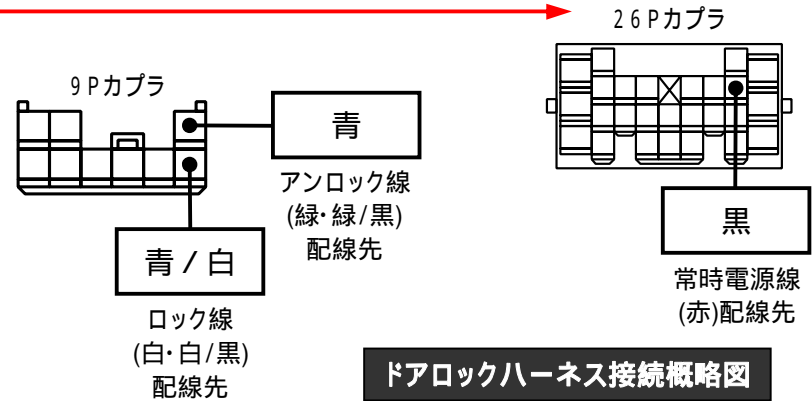 26Pカプラ
9Pカプラ
青
アンロック線
(緑・緑/黒)
配線先
青/白
ロック線
(白・白/黒)
配線先
黒
常時電源線
(赤)配線先
ドアロックハーネス接続概略図